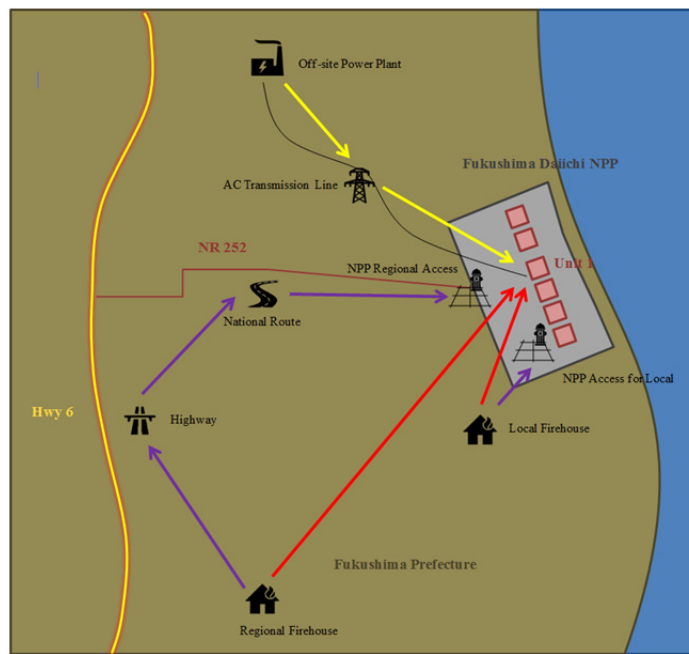 Off-site Power Plant
Fukushima Daiichi NPP
AC Transmission Line
NR 252
NPP Regional Access
Unit 1
National Route
NPP Access for Local
Hwy 6
Highway
Local Firehouse
Fukushima Prefecture
Regional Firehouse